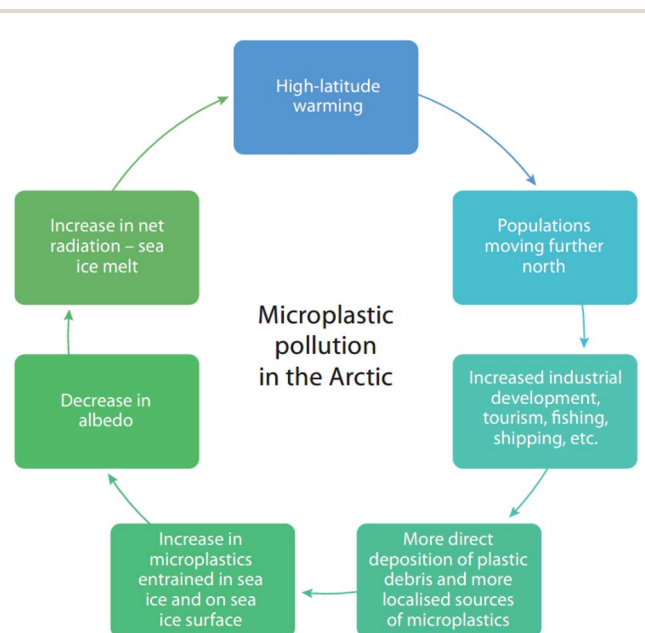 High-latitude
warming
Populations
moving further
north
Increased industrial
development,
tourism, fishing,
shipping, etc.
More direct
deposition of plastic
debris and more
localised sources
of microplastics
Increase in
microplastics
entrained in sea
ice and on sea
ice surface
Decrease in
albedo
Increase in net
radiation – sea
ice melt
Microplastic
pollution
in the Arctic